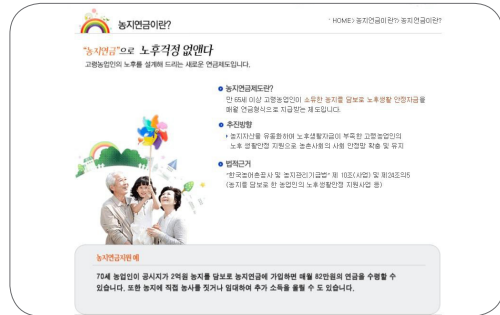 농지연금이란?
HOME> 농지연금이란?> 농지연금이란?
"농지연금"으로 노후걱정 없앤다
고령농업인의 노후를 설계해 드리는 새로운 연금제도입니다.
농지연금제도란?
만 65세 이상 고령농업인이 소유한 농지를 담보로 노후생활 안정자금을
매월 연금형식으로 지급받는 제도입니다.
추진방향
농지자산을 유동화하여 노후생활자금이 부족한 고령농업인의
노후 생활안정 지원으로 농촌사회의 사회 안정망 확충 및 유지
법적근거
"한국농어촌공사 및 농지관리기금법" 제 10조(사업) 및 제24조의5
(농지를 담보로 한 농업인의 노후생활안정 지원사업 등)
농지연금지원 예
70세 농업인이 공시지가 2억원 농지를 담보로 농지연금에 가입하면 매월 82만원의 연금을 수령할 수
있습니다. 또한 농지에 직접 농사를 짓거나 임대하여 추가 소득을 올릴 수 도 있습니다.